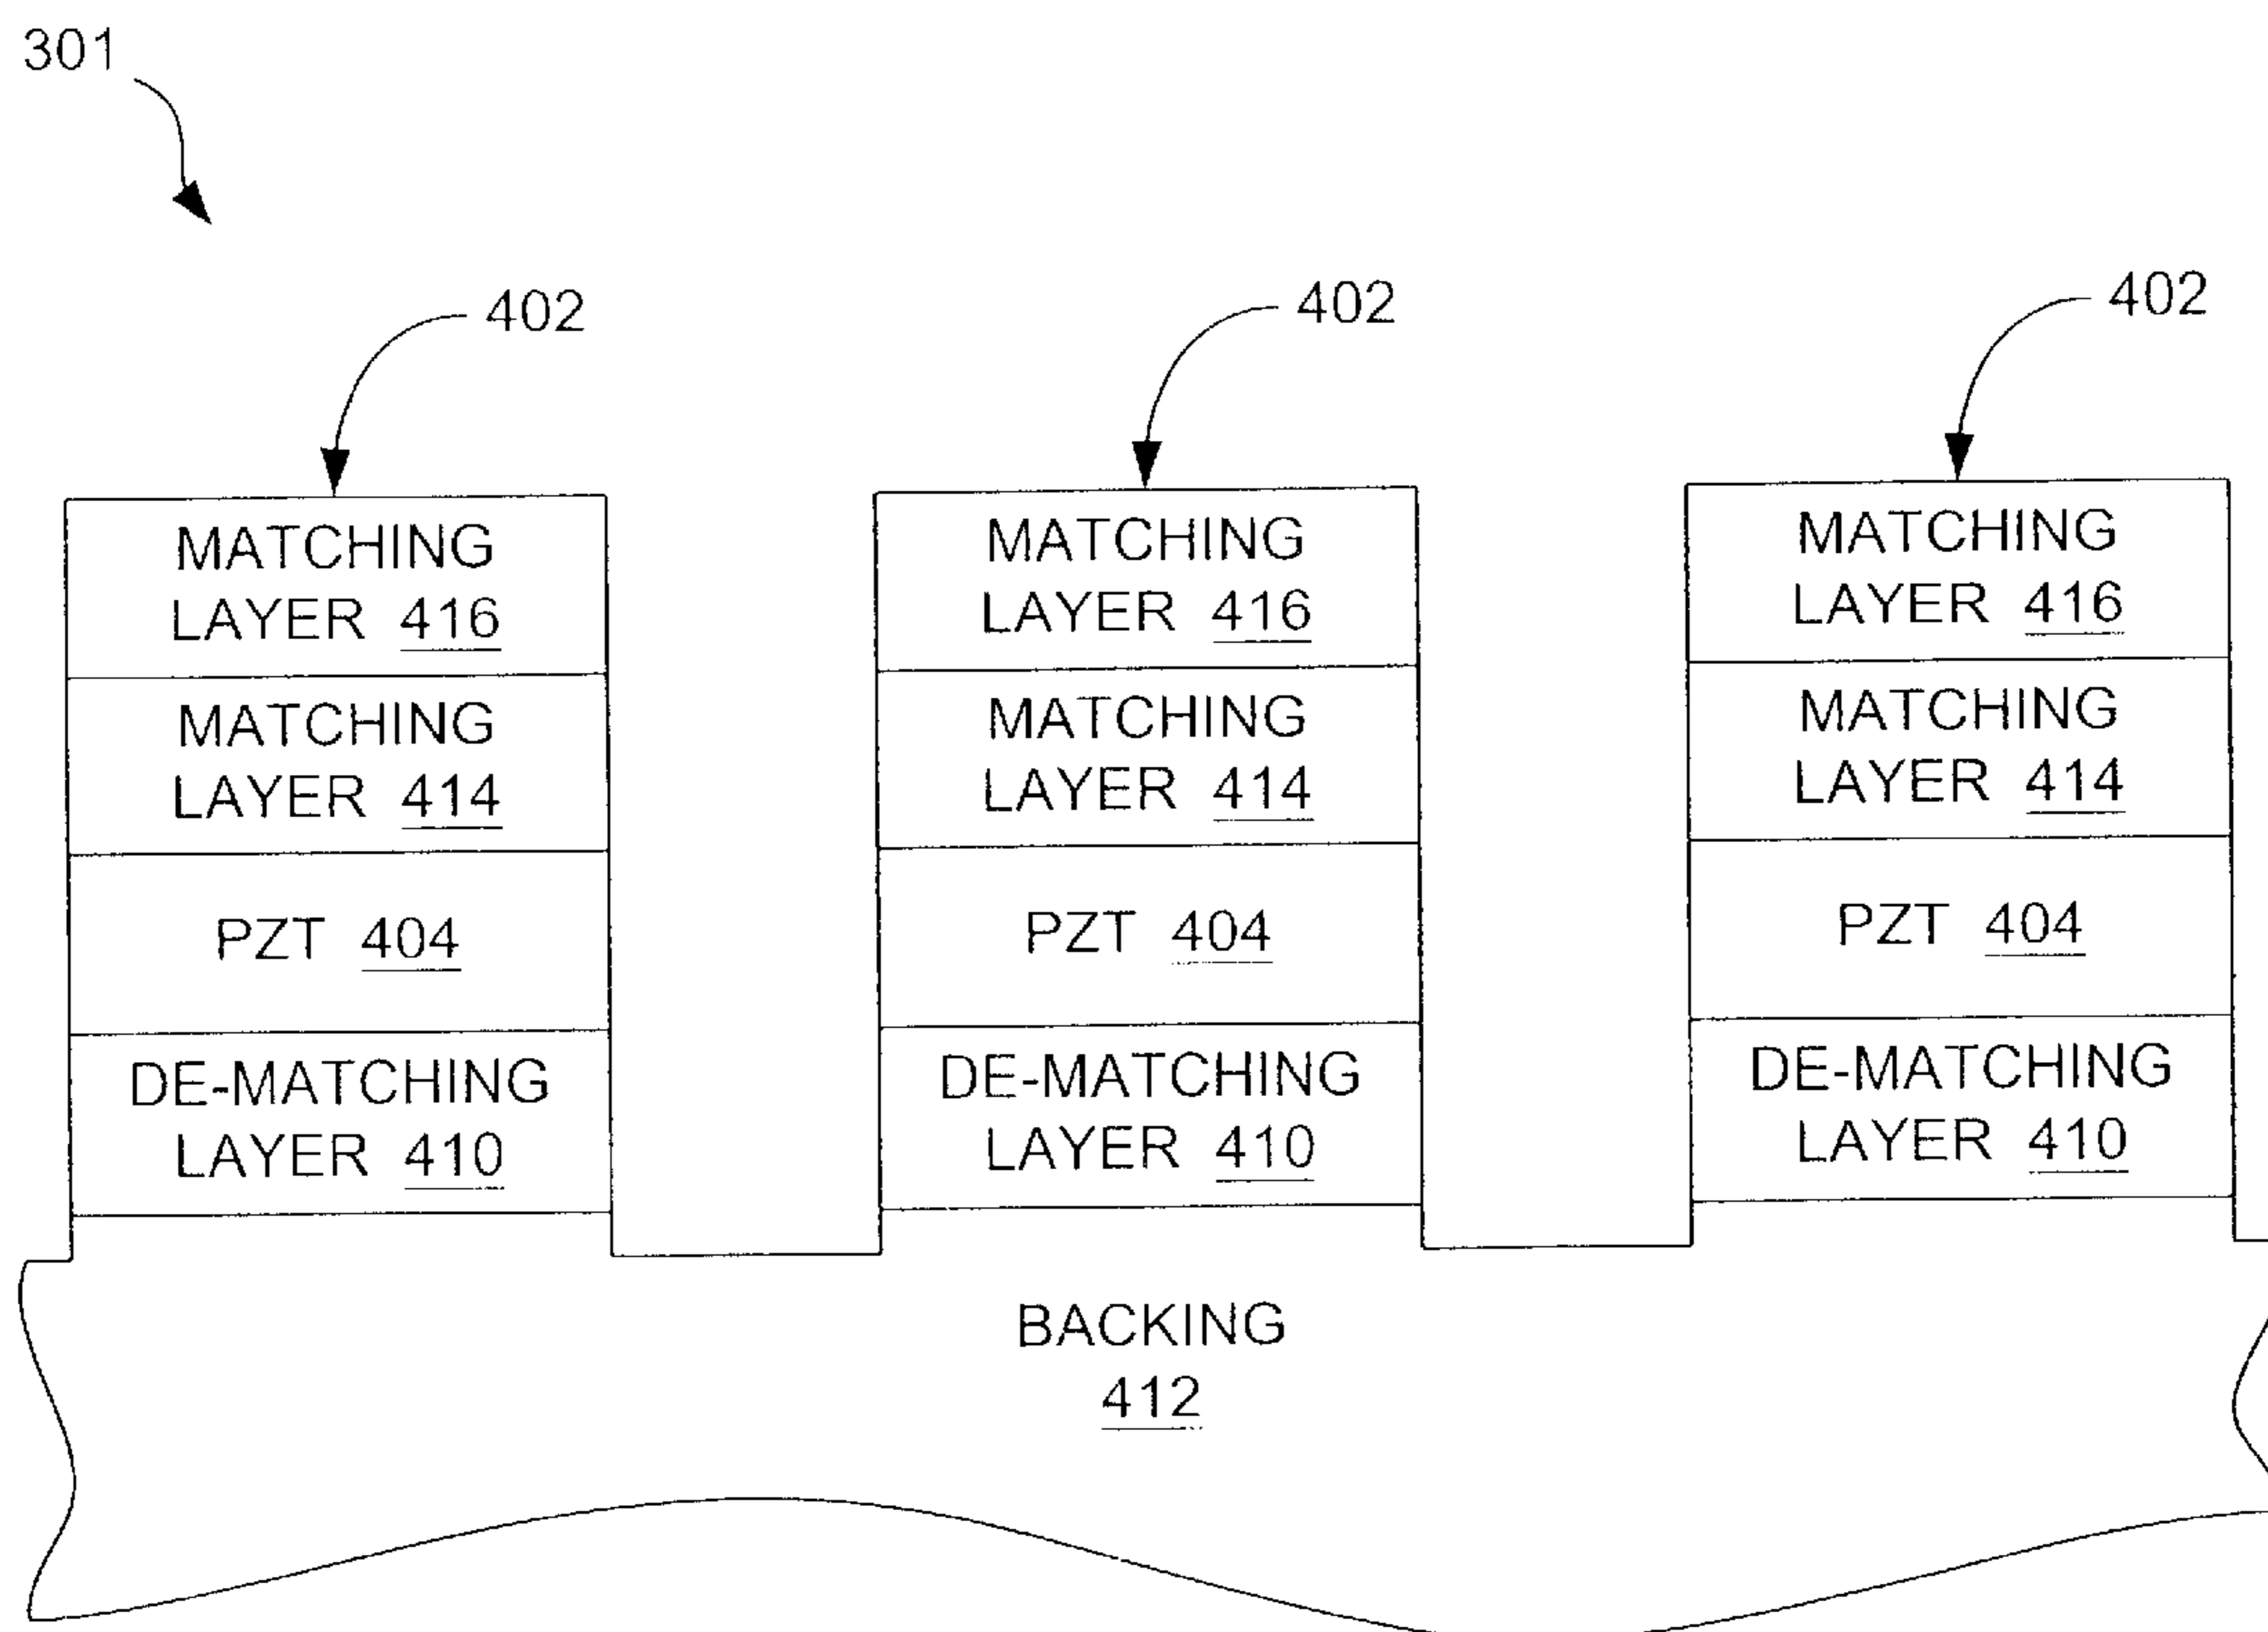 301
402
402
402
MATCHING
LAYER 416
MATCHING
LAYER 416
MATCHING
LAYER 416
MATCHING
LAYER 414
MATCHING
LAYER 414
MATCHING
LAYER 414
PZT 404
PZT 404
PZT 404
DE-MATCHING
LAYER 410
DE-MATCHING
LAYER 410
DE-MATCHING
LAYER 410
BACKING
412